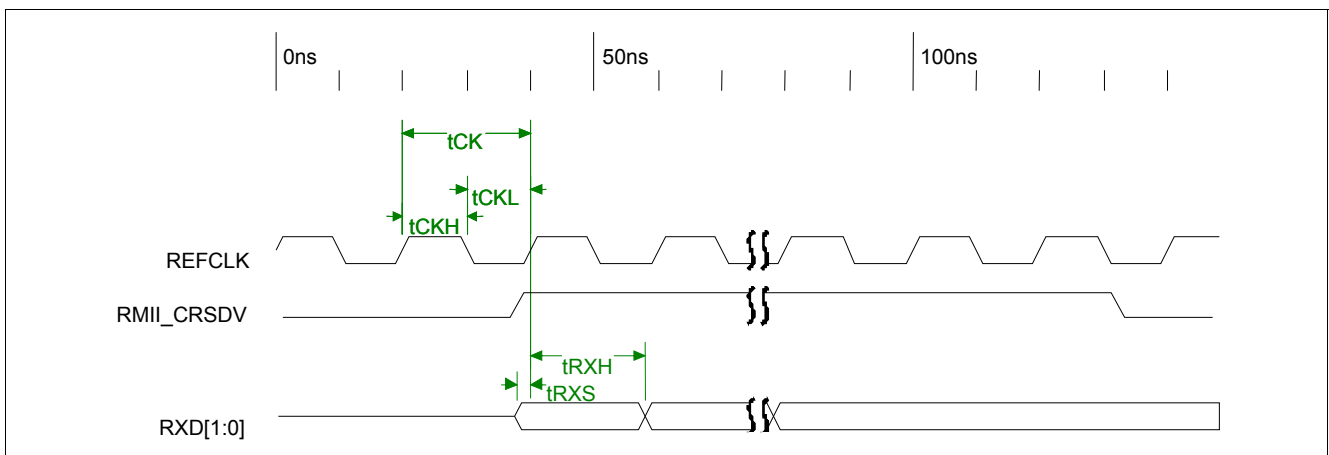 0ns 50ns 100ns
tCK
tCKL
tCKH
REFCLK
RMII_CRSDV
tRXH
tRXS
RXD[1:0]